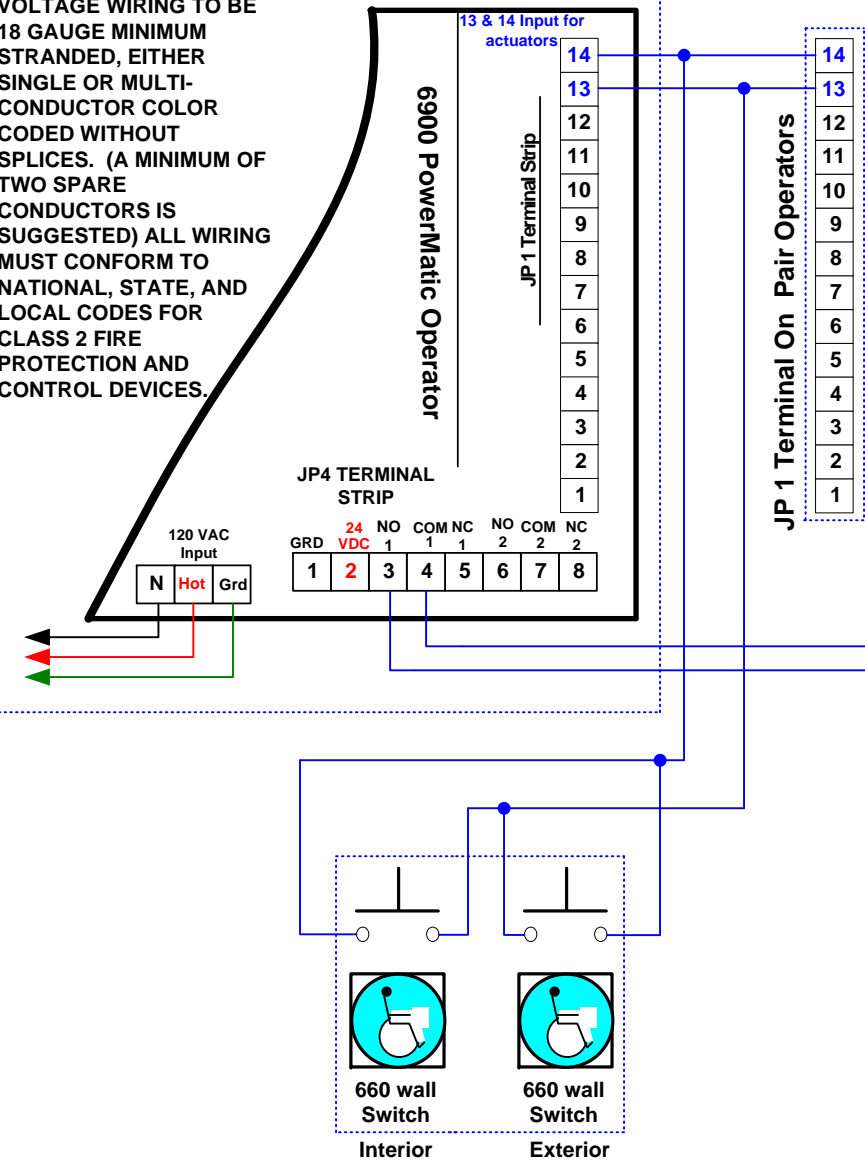 VOLTAGE WIRING TO BE
18 GAUGE MINIMUM
STRANDED, EITHER
SINGLE OR MULTI-
CONDUCTOR COLOR
CODED WITHOUT
SPLICES. (A MINIMUM OF
TWO SPARE
CONDUCTORS IS
SUGGESTED) ALL WIRING
MUST CONFORM TO
NATIONAL, STATE, AND
LOCAL CODES FOR
CLASS 2 FIRE
PROTECTION AND
CONTROL DEVICES.
13 & 14 Input for
actuators
6900 PowerMatic Operator
JP 1 Terminal Strip
14
13
12
11
10
9
8
7
6
5
4
3
2
1
JP 1 Terminal On Pair Operators
14
13
12
11
10
9
8
7
6
5
4
3
2
1
JP4 TERMINAL
STRIP
GRD 24 VDC NO 1 COM 1 NC 1 NO 2 COM 2 NC 2
1 2 3 4 5 6 7 8
120 VAC
Input
N Hot Grd
660 wall
Switch
Interior
660 wall
Switch
Exterior